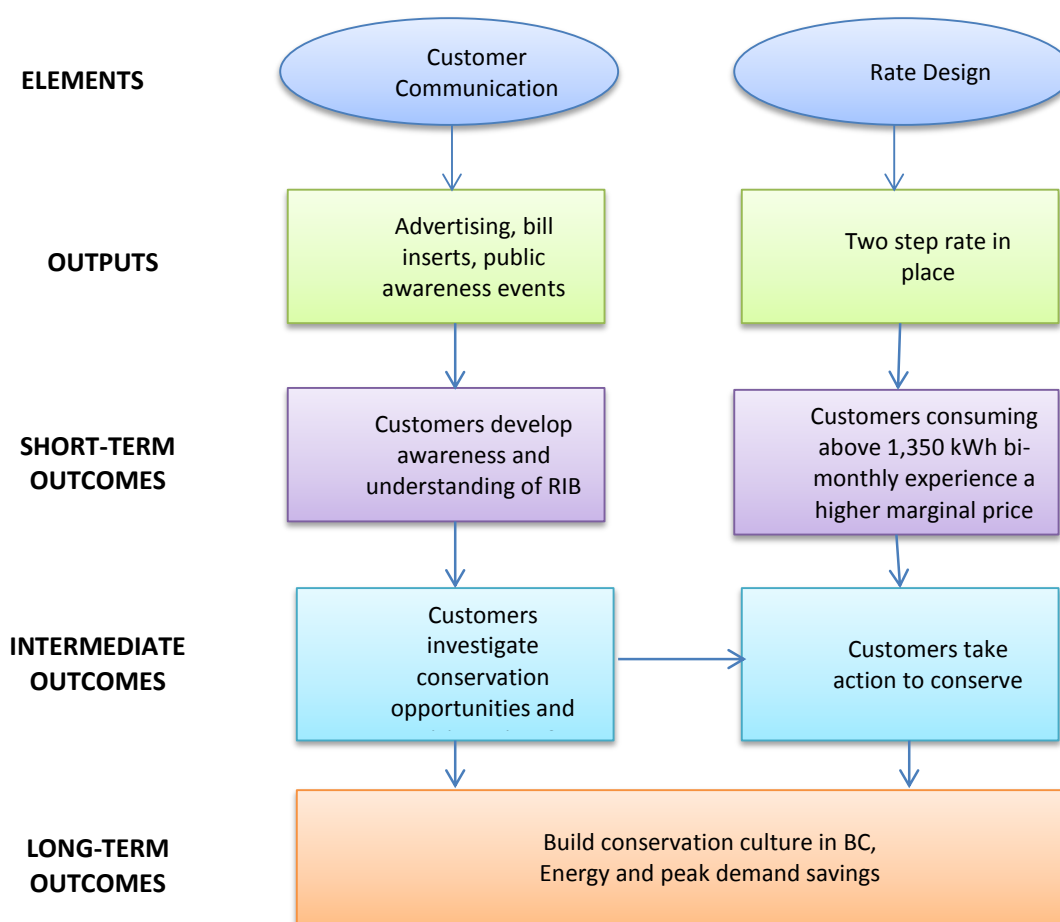 ELEMENTS
Customer
Communication
Rate Design
OUTPUTS
Advertising, bill
inserts, public
awareness events
Two step rate in
place
SHORT-TERM
OUTCOMES
Customers develop
awareness and
understanding of RIB
Customers consuming
above 1,350 kWh bi-
monthly experience a
higher marginal price
INTERMEDIATE
OUTCOMES
Customers
investigate
conservation
opportunities and
Customers take
action to conserve
LONG-TERM
OUTCOMES
Build conservation culture in BC,
Energy and peak demand savings